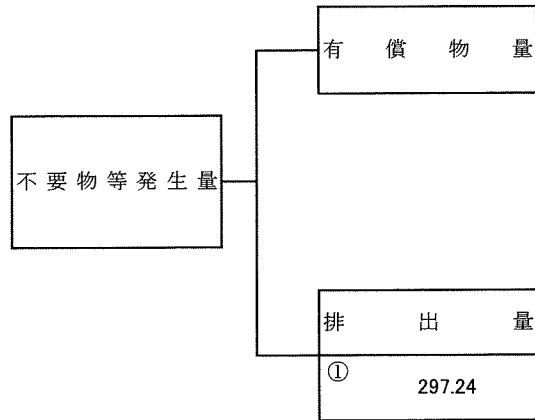 有償物量
不要物等発生量
排出量
①
297.24